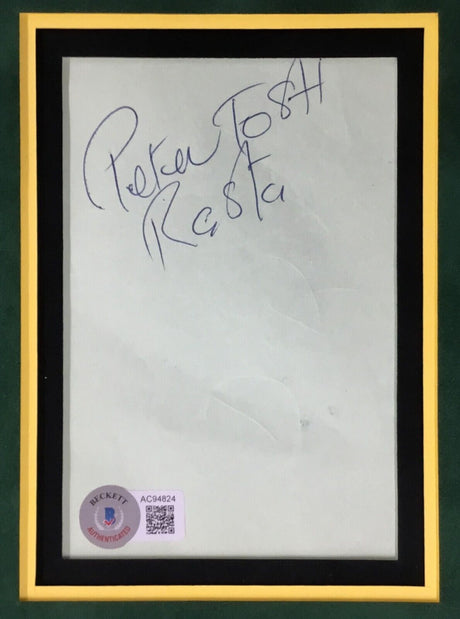 Peter Tosh
Rasta
BECKETT
AUTHENTICATED
AC94824